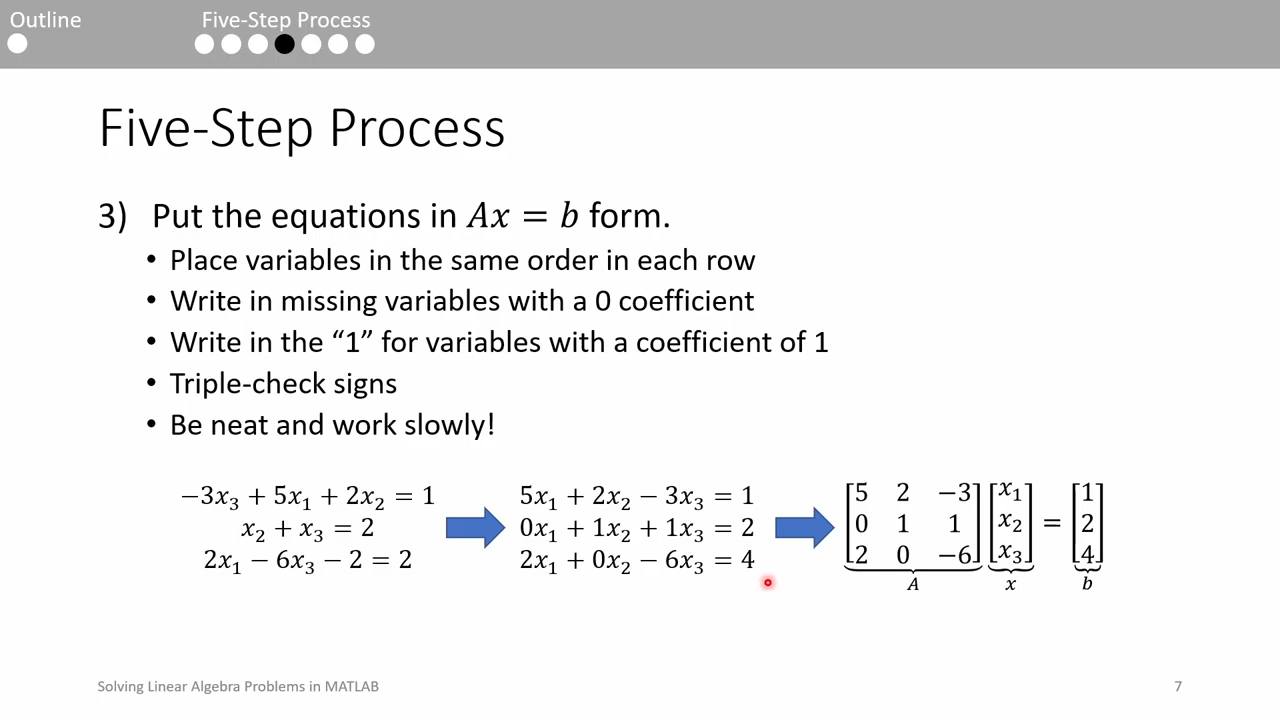 Outline Five-Step Process
Five-Step Process
3) Put the equations in 𝐴𝑥 = 𝑏 form.
• Place variables in the same order in each row
• Write in missing variables with a 0 coefficient
• Write in the “1” for variables with a coefficient of 1
• Triple-check signs
• Be neat and work slowly!
−3𝑥₃ + 5𝑥₁ + 2𝑥₂ = 1
𝑥₂ + 𝑥₃ = 2
2𝑥₁ − 6𝑥₃ − 2 = 2
5𝑥₁ + 2𝑥₂ − 3𝑥₃ = 1
0𝑥₁ + 1𝑥₂ + 1𝑥₃ = 2
2𝑥₁ + 0𝑥₂ − 6𝑥₃ = 4
[5 2 −3] [𝑥₁] [1]
[0 1 1] [𝑥₂] = [2]
[2 0 −6] [𝑥₃] [4]
𝐴 𝑥 𝑏
Solving Linear Algebra Problems in MATLAB 7